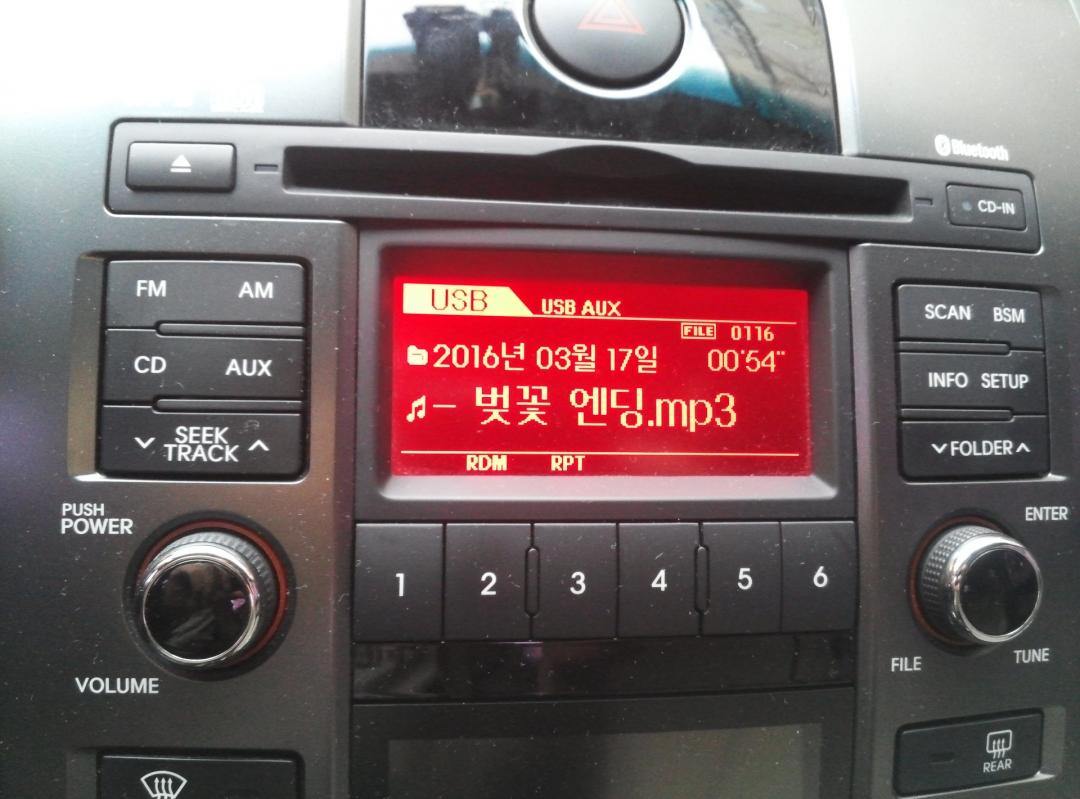 Bluetooth
CD-IN
FM AM
CD AUX
SEEK
TRACK
PUSH
POWER
VOLUME
USB USB AUX
FILE 0116
2016년 03월 17일 00'54"
– 벚꽃 엔딩.mp3
RDM RPT
1 2 3 4 5 6
SCAN BSM
INFO SETUP
FOLDER
ENTER
FILE TUNE
REAR